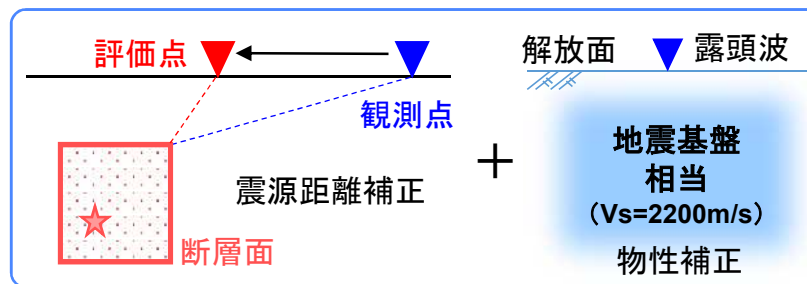 評価点
観測点
震源距離補正
断層面
+
解放面
露頭波
地震基盤
相当
（Vs=2200m/s）
物性補正